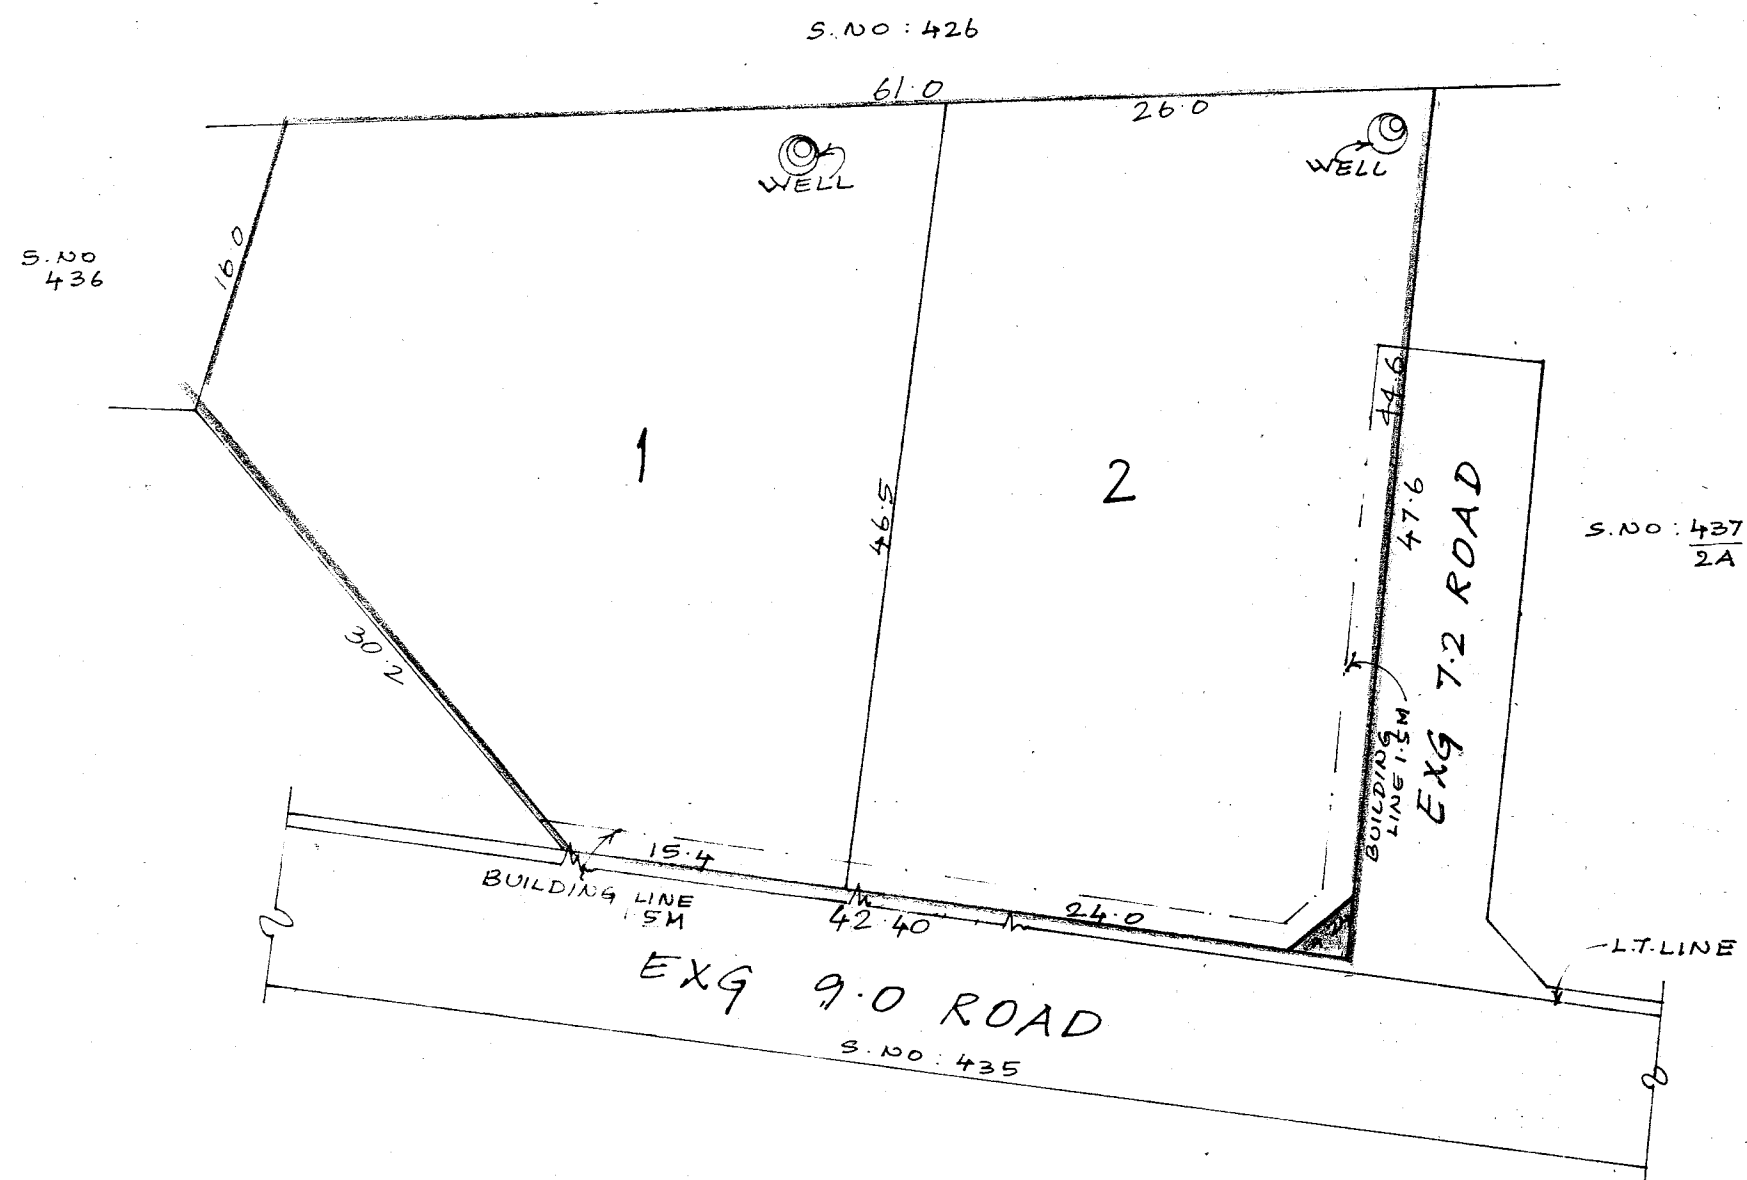 S.NO : 426
61.0
26.0
WELL
WELL
16.0
S.NO
436
44.6
1
2
46.5
47.6
EXG 7.2 ROAD
S.NO : 437
2A
30.2
BUILDING
LINE 1.5M
15.4
BUILDING LINE
1.5M
42.40
24.0
L.T. LINE
EXG 9.0 ROAD
S.NO : 435